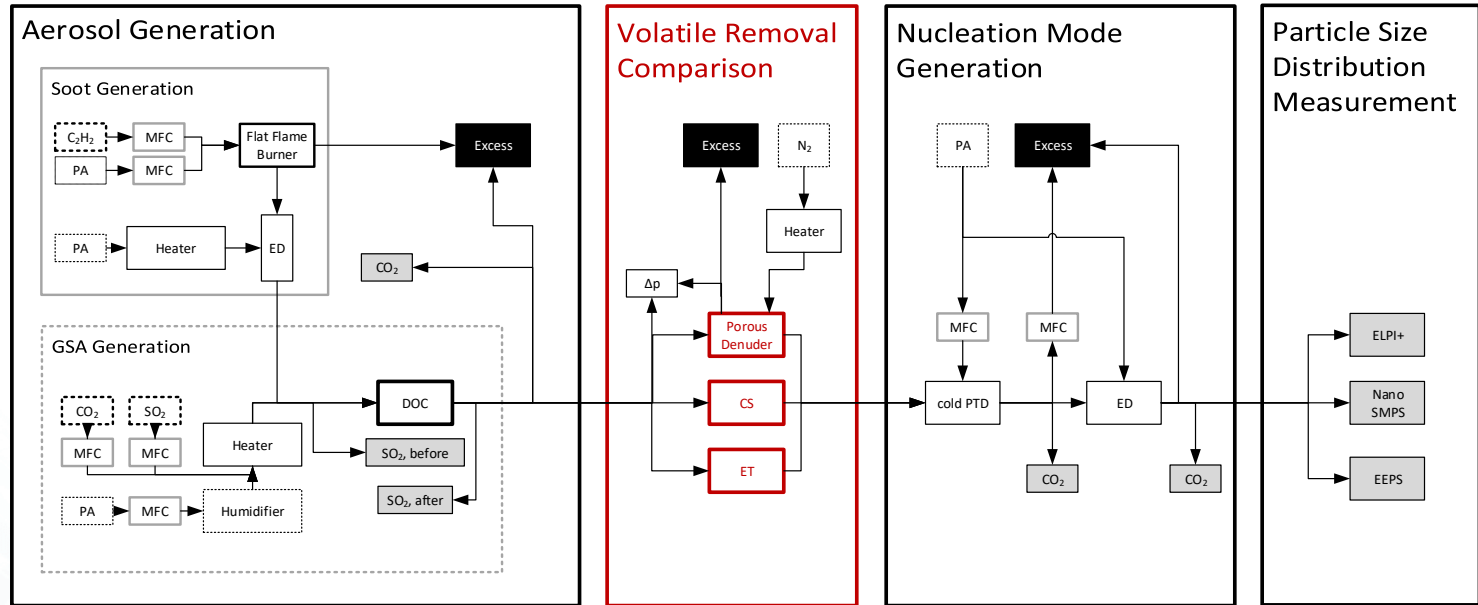 Aerosol Generation
Soot Generation
C₂H₂
MFC
PA
MFC
Flat Flame
Burner
Excess
PA
Heater
ED
CO₂
GSA Generation
CO₂
SO₂
MFC
MFC
Heater
PA
MFC
Humidifier
DOC
SO₂, before
SO₂, after
Volatile Removal
Comparison
Excess
N₂
Heater
Δp
Porous
Denuder
CS
ET
Nucleation Mode
Generation
PA
Excess
MFC
MFC
cold PTD
ED
CO₂
CO₂
Particle Size
Distribution
Measurement
ELPI+
Nano
SMPS
EEPS